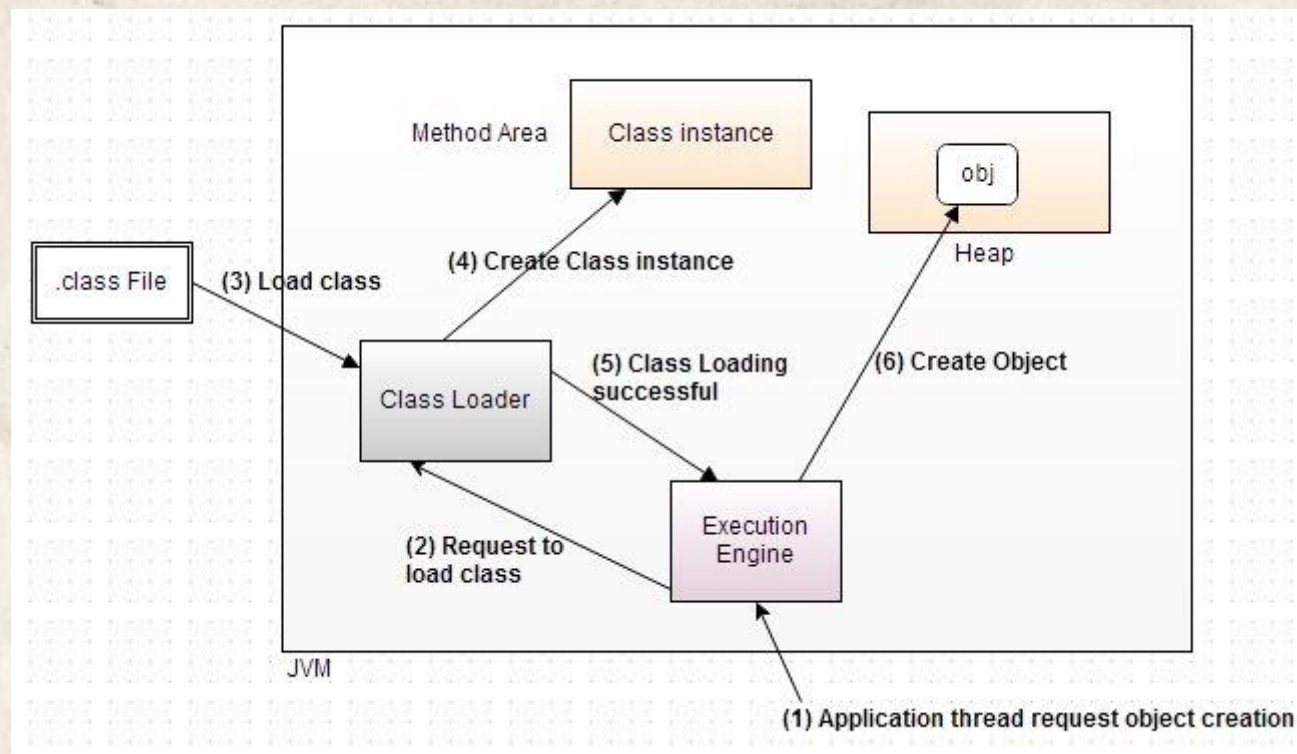 Method Area
Class instance
obj
Heap
.class File
(3) Load class
(4) Create Class instance
Class Loader
(5) Class Loading
successful
(6) Create Object
Execution
Engine
(2) Request to
load class
JVM
(1) Application thread request object creation